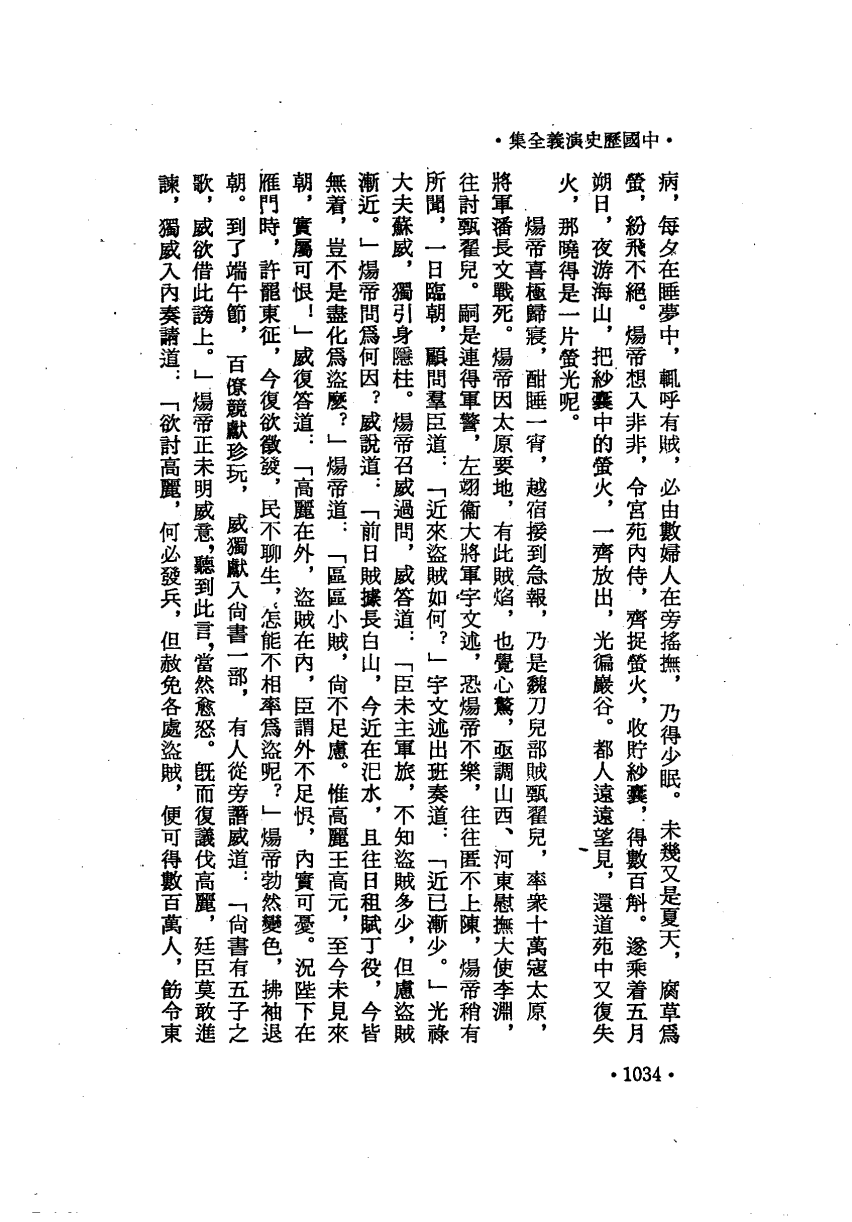 •中國歷史演義全集•
病，每夕在睡夢中，輒呼有賊，必由數婦人在旁搖撫，乃得少眠。未幾又是夏天，腐草爲
螢，紛飛不絕。煬帝想入非非，令宮苑內侍，齊捉螢火，收貯紗囊，得數百斛。遂乘着五月
朔日，夜游海山，把紗囊中的螢火，一齊放出，光徧巖谷。都人遠遠望見，還道苑中又復失
火，那曉得是一片螢光呢。
煬帝喜極歸寢，酣睡一宵，越宿接到急報，乃是魏刀兒部賊甄翟兒，率衆十萬寇太原，
將軍潘長文戰死。煬帝因太原要地，有此賊焰，也覺心驚，亟調山西、河東慰撫大使李淵，
往討甄翟兒。嗣是連得軍警，左翊衞大將軍宇文述，恐煬帝不樂，往往匿不上陳，煬帝稍有
所聞，一日臨朝，顧問羣臣道：「近來盜賊如何？」宇文述出班奏道：「近已漸少。」光祿
大夫蘇威，獨引身隱柱。煬帝召威過問，威答道：「臣未主軍旅，不知盜賊多少，但慮盜賊
漸近。」煬帝問爲何因？威說道：「前日賊據長白山，今近在汜水，且往日租賦丁役，今皆
無着，豈不是盡化爲盜麼？」煬帝道：「區區小賊，尙不足慮。惟高麗王高元，至今未見來
朝，實屬可恨！」威復答道：「高麗在外，盜賊在內，臣謂外不足恨，內實可憂。況陛下在
雁門時，許罷東征，今復欲徵發，民不聊生，怎能不相率爲盜呢？」煬帝勃然變色，拂袖退
朝。到了端午節，百僚競獻珍玩，威獨獻入尙書一部，有人從旁譖威道：「尙書有五子之
歌，威欲借此謗上。」煬帝正未明威意，聽到此言，當然愈怒。旣而復議伐高麗，廷臣莫敢進
諫，獨威入內奏請道：「欲討高麗，何必發兵，但赦免各處盜賊，便可得數百萬人，飭令東
•1034•